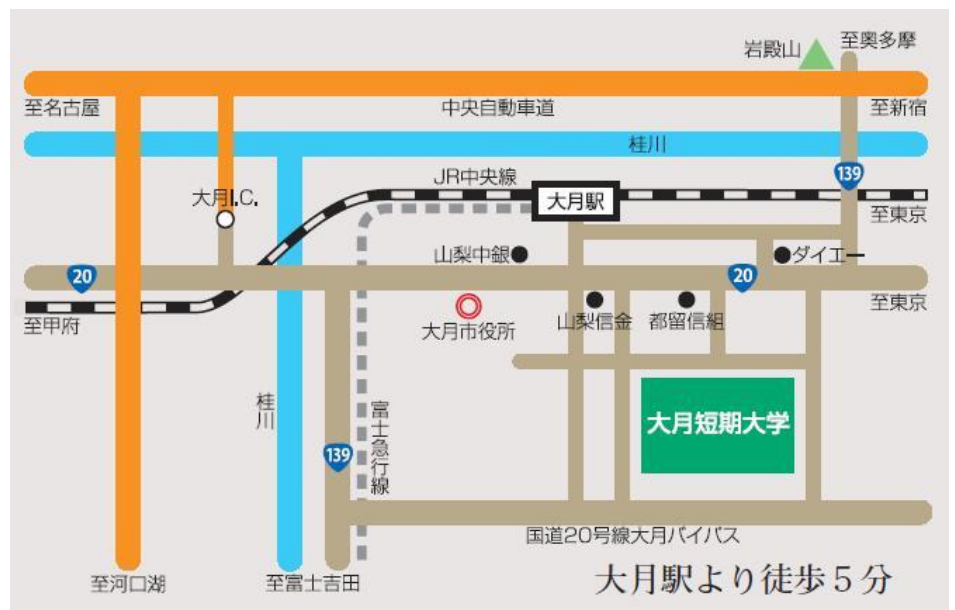 岩殿山
至奥多摩
至名古屋
中央自動車道
至新宿
桂川
139
JR中央線
大月I.C.
大月駅
至東京
山梨中銀
ダイエー
20
20
至東京
至甲府
大月市役所
山梨信金
都留信組
桂川
富士急行線
大月短期大学
139
国道20号線大月バイパス
至河口湖
至富士吉田
大月駅より徒歩５分